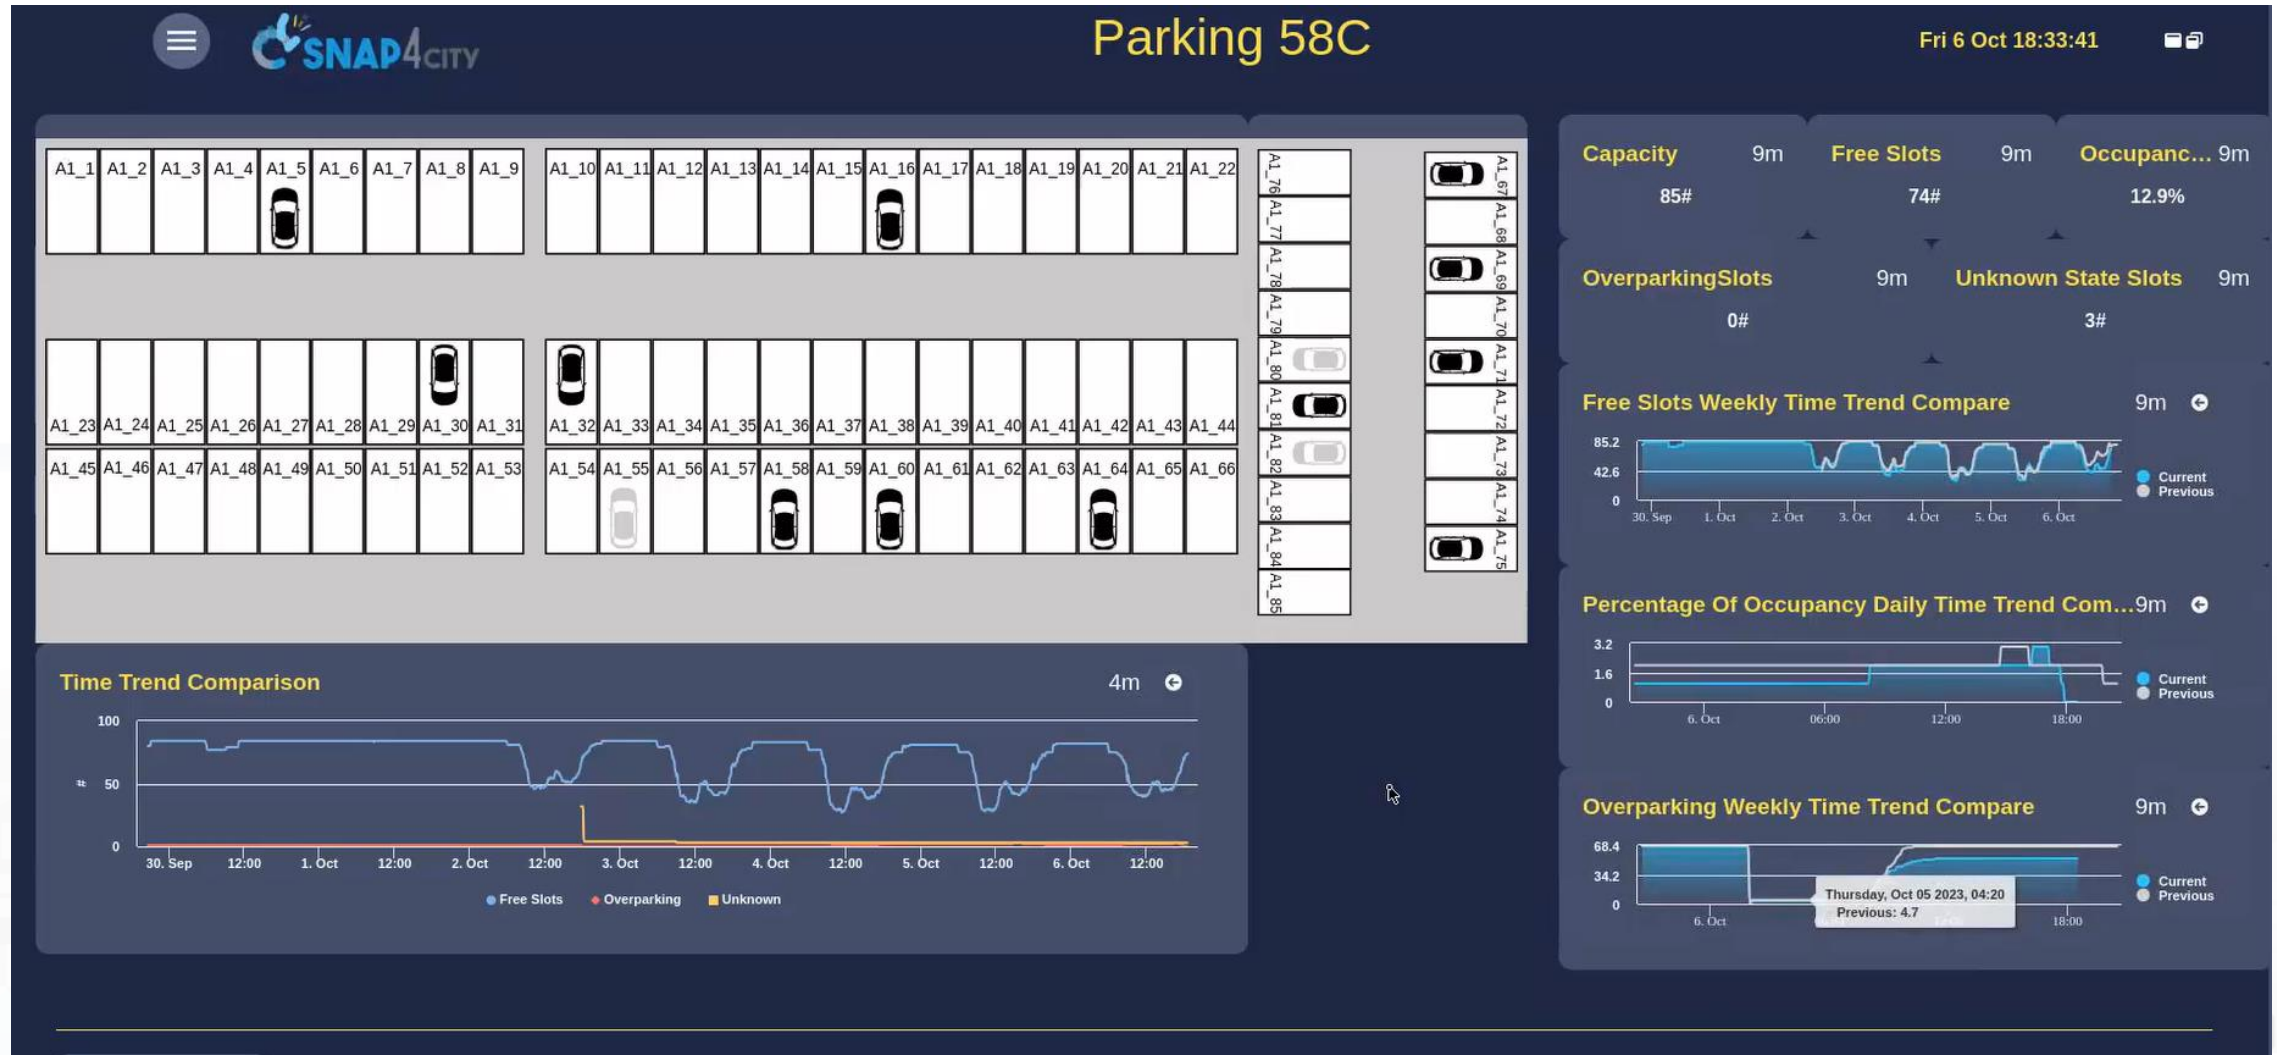 SNAP4CITY
Parking 58C
Fri 6 Oct 18:33:41
A1_1 A1_2 A1_3 A1_4 A1_5 A1_6 A1_7 A1_8 A1_9 A1_10 A1_11 A1_12 A1_13 A1_14 A1_15 A1_16 A1_17 A1_18 A1_19 A1_20 A1_21 A1_22
A1_23 A1_24 A1_25 A1_26 A1_27 A1_28 A1_29 A1_30 A1_31 A1_32 A1_33 A1_34 A1_35 A1_36 A1_37 A1_38 A1_39 A1_40 A1_41 A1_42 A1_43 A1_44
A1_45 A1_46 A1_47 A1_48 A1_49 A1_50 A1_51 A1_52 A1_53 A1_54 A1_55 A1_56 A1_57 A1_58 A1_59 A1_60 A1_61 A1_62 A1_63 A1_64 A1_65 A1_66
A1_76
A1_77
A1_78
A1_79
A1_80
A1_81
A1_82
A1_83
A1_84
A1_85
A1_67
A1_68
A1_69
A1_70
A1_71
A1_72
A1_73
A1_74
A1_75
Capacity 9m
85#
Free Slots 9m
74#
Occupanc... 9m
12.9%
OverparkingSlots 9m
0#
Unknown State Slots 9m
3#
Free Slots Weekly Time Trend Compare 9m
85.2
42.6
0
30. Sep 1. Oct 2. Oct 3. Oct 4. Oct 5. Oct 6. Oct
Current
Previous
Percentage Of Occupancy Daily Time Trend Com... 9m
3.2
1.6
0
6. Oct 06:00 12:00 18:00
Current
Previous
Overparking Weekly Time Trend Compare 9m
68.4
34.2
0
6. Oct 18:00
Thursday, Oct 05 2023, 04:20
Previous: 4.7
Current
Previous
Time Trend Comparison 4m
100
50
0
#
30. Sep 12:00 1. Oct 12:00 2. Oct 12:00 3. Oct 12:00 4. Oct 12:00 5. Oct 12:00 6. Oct 12:00
Free Slots Overparking Unknown